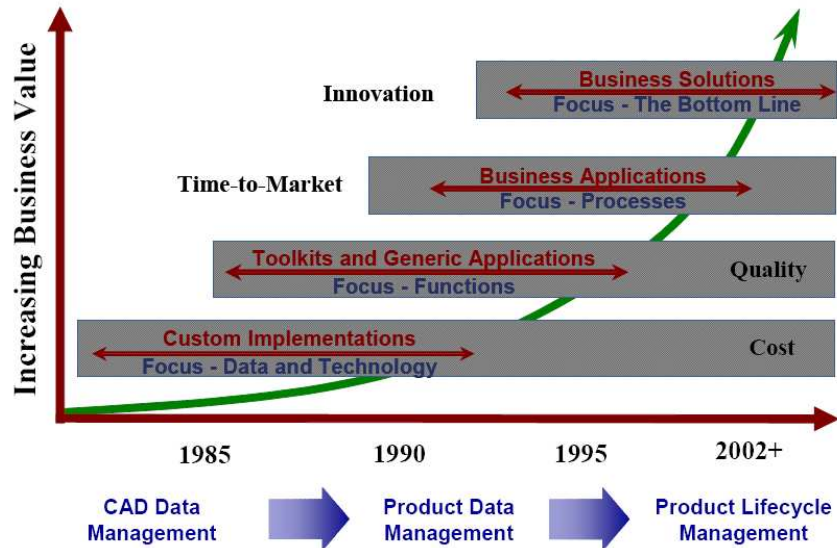 Increasing Business Value
Innovation
Business Solutions
Focus - The Bottom Line
Time-to-Market
Business Applications
Focus - Processes
Toolkits and Generic Applications
Focus - Functions
Quality
Custom Implementations
Focus - Data and Technology
Cost
1985
1990
1995
2002+
CAD Data
Management
Product Data
Management
Product Lifecycle
Management